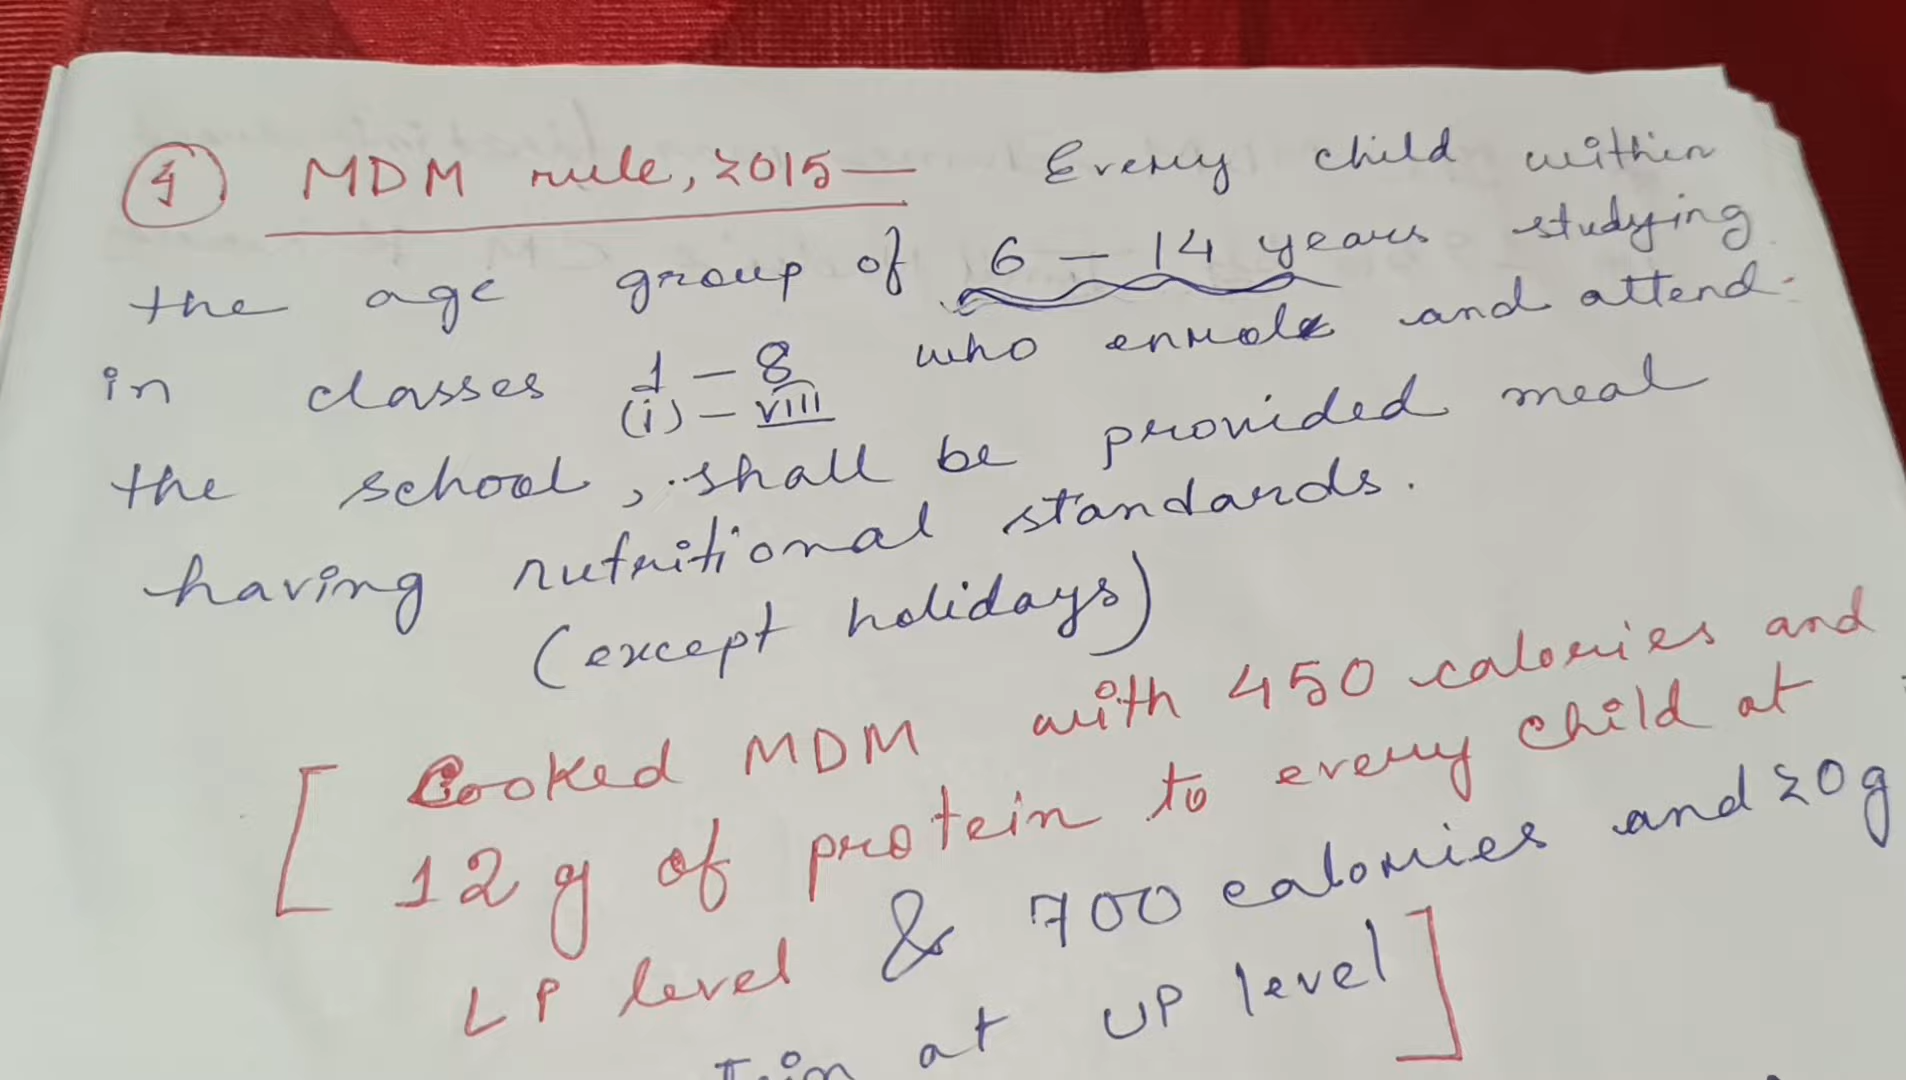 ④ MDM rule, 2015— Every child within
the age group of 6 – 14 years studying
in classes 1 – 8 who enrol and attend
(i) – VIII
the school, shall be provided meal
having nutritional standards.
(except holidays)
[ Cooked MDM with 450 calories and
12 g of protein to every child at
LP level & 700 calories and 20g
at UP level ]